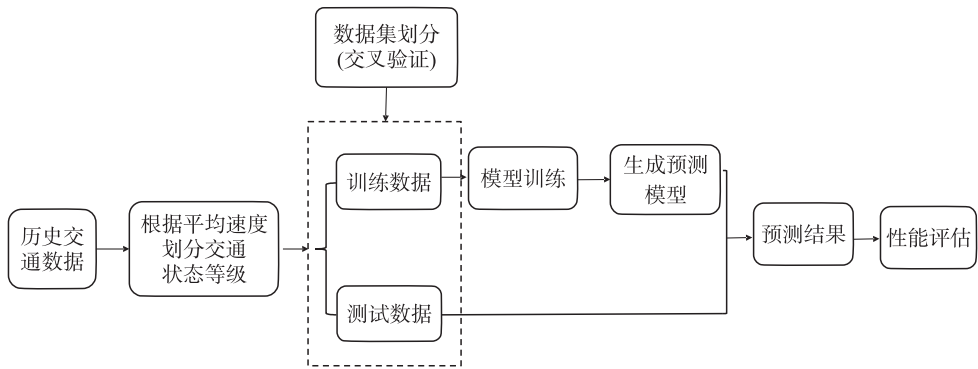 数据集划分
(交叉验证)
历史交
通数据
根据平均速度
划分交通
状态等级
训练数据
测试数据
模型训练
生成预测
模型
预测结果
性能评估